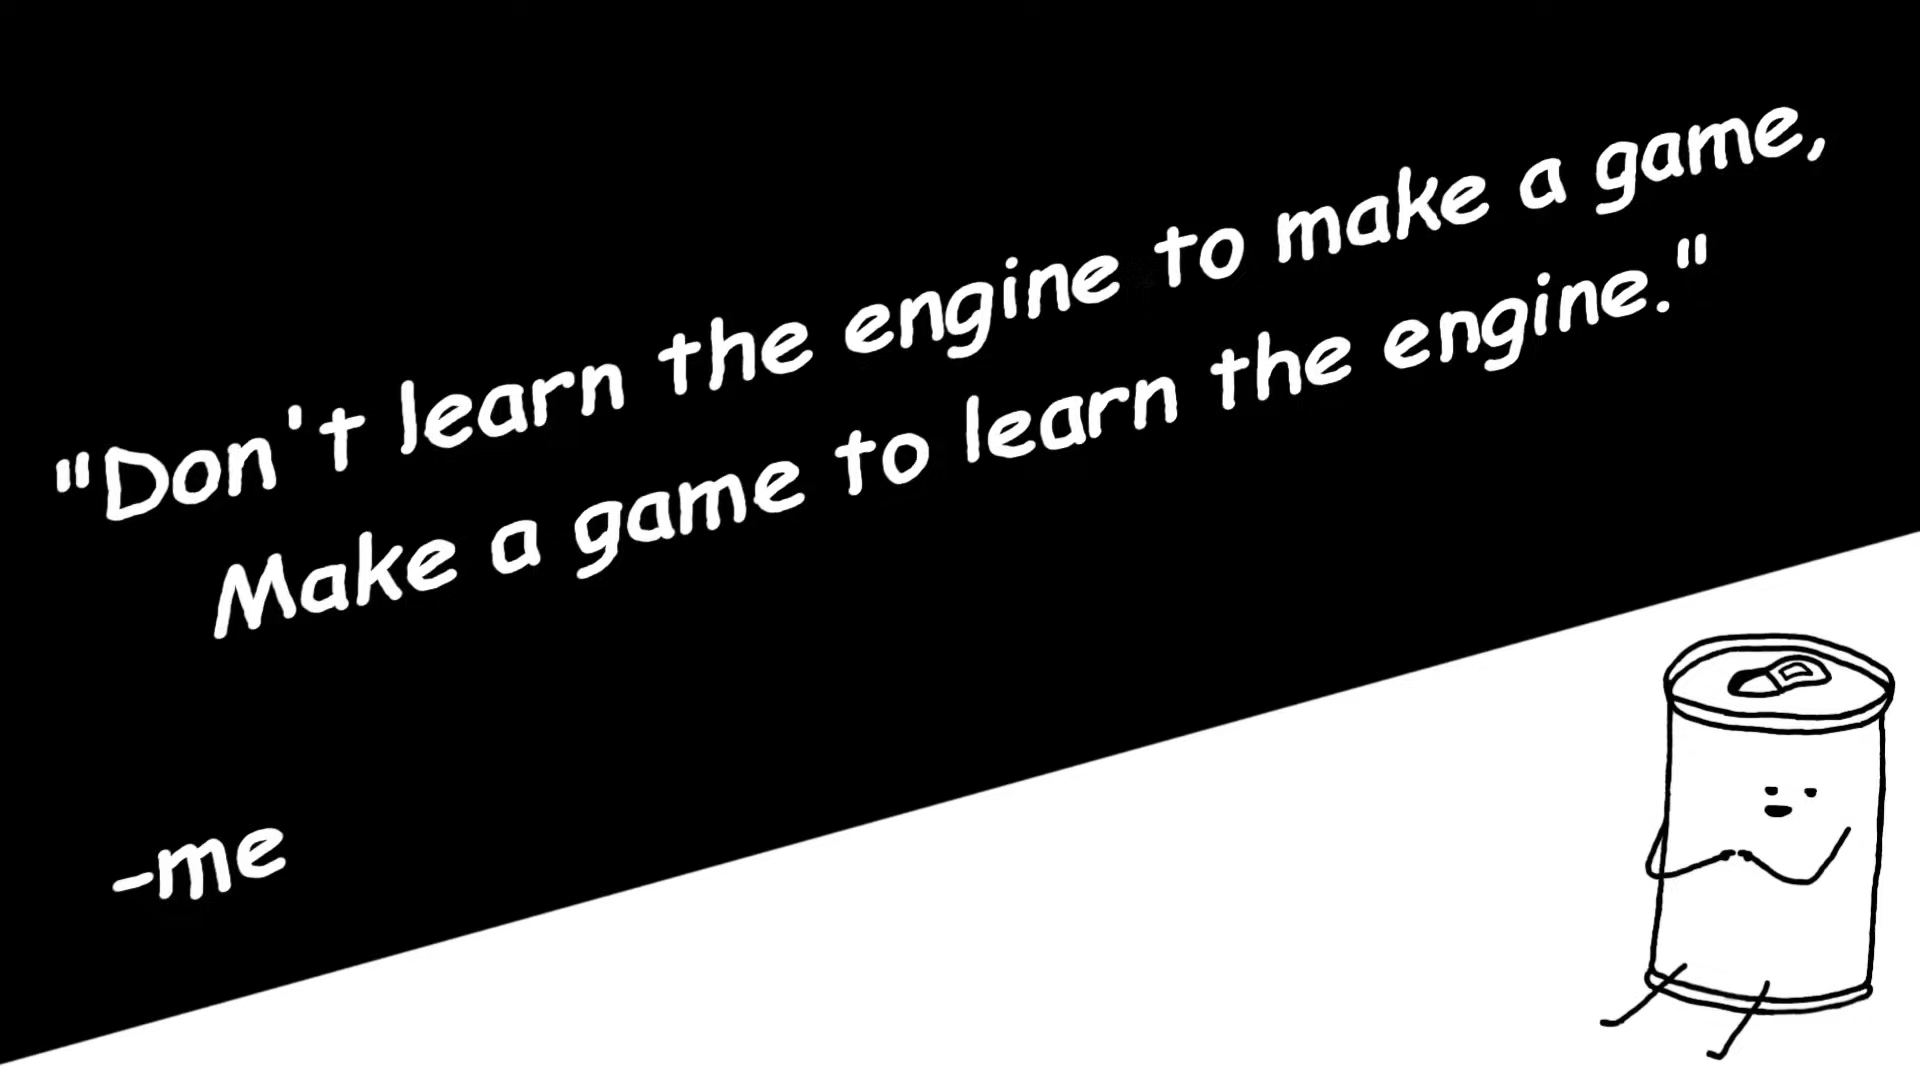 "Don't learn the engine to make a game,
Make a game to learn the engine."
-me